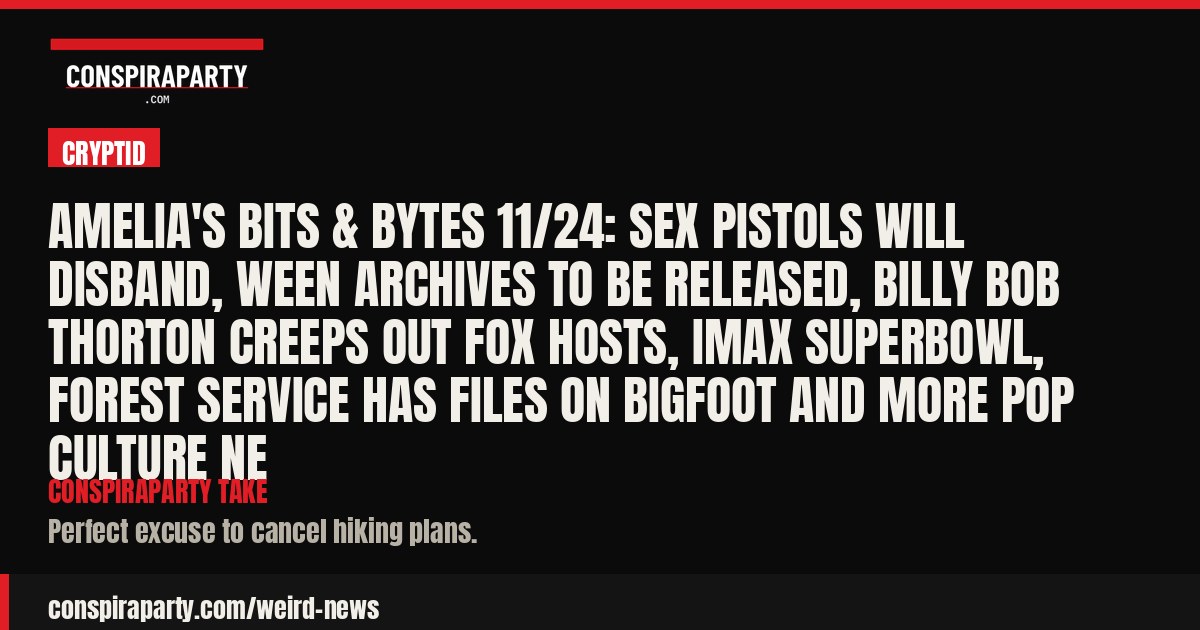 CONSPIRAPARTY
.COM
CRYPTID
AMELIA'S BITS & BYTES 11/24: SEX PISTOLS WILL
DISBAND, WEEN ARCHIVES TO BE RELEASED, BILLY BOB
THORTON CREEPS OUT FOX HOSTS, IMAX SUPERBOWL,
FOREST SERVICE HAS FILES ON BIGFOOT AND MORE POP
CULTURE NE
CONSPIRAPARTY TAKE
Perfect excuse to cancel hiking plans.
conspiraparty.com/weird-news